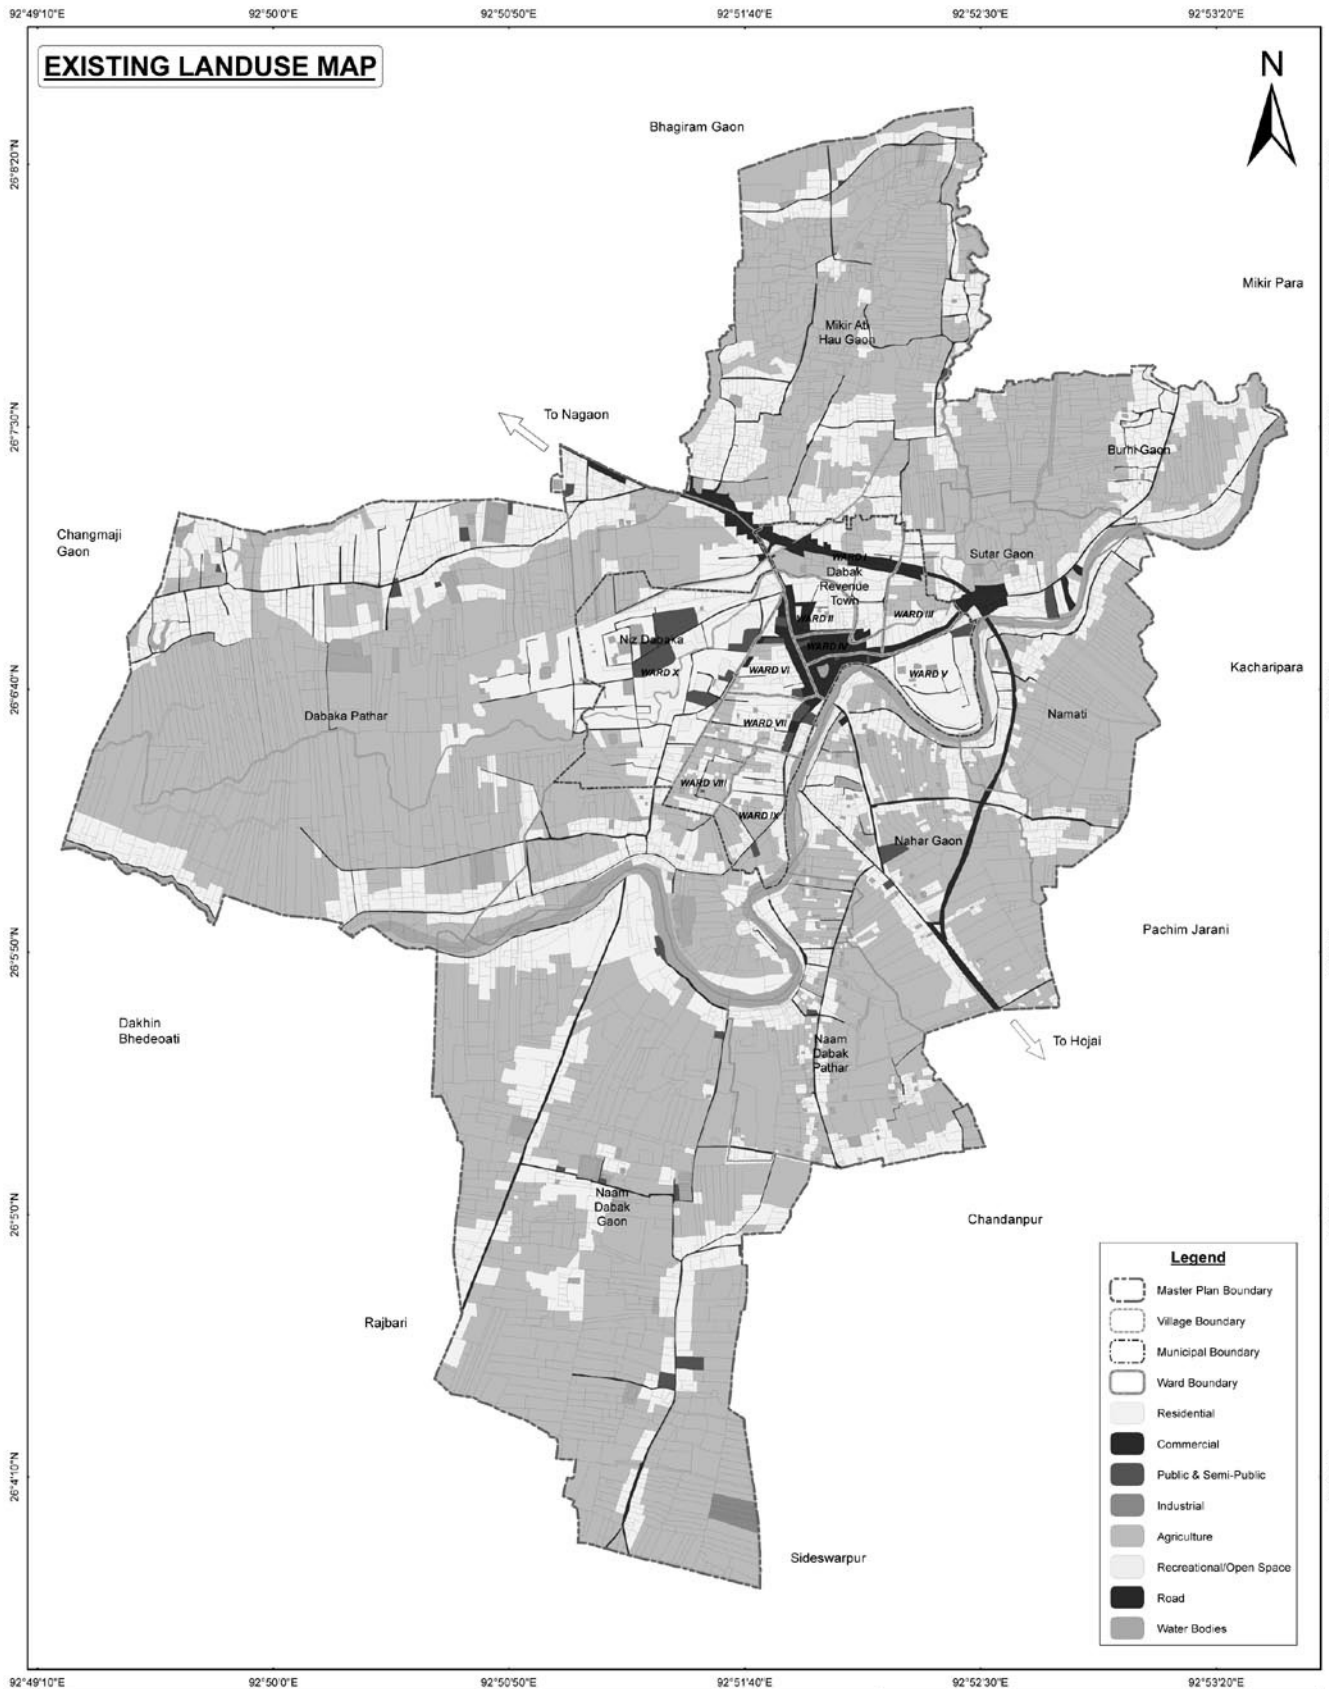 92°49'10"E
92°50'0"E
92°50'50"E
92°51'40"E
92°52'30"E
92°53'20"E
EXISTING LANDUSE MAP
N
Bhagiram Gaon
26°8'20"N
Mikir Para
Mikir Ati
Hau Gaon
To Nagaon
26°7'30"N
Burhi Gaon
Changmaji
Gaon
Sutar Gaon
WARD I
Dabak
Revenue
Town
WARD II
WARD III
Niz Dabaka
WARD IV
WARD X
WARD VI
WARD V
Kacharipara
26°6'40"N
Dabaka Pathar
Namati
WARD VII
WARD VIII
WARD IX
Nahar Gaon
Pachim Jarani
26°5'50"N
Dakhin
Bhedeoati
To Hojai
Naam
Dabak
Pathar
Naam
Dabak
Gaon
26°5'0"N
Chandanpur
Rajbari
26°4'10"N
Sideswarpur
Legend
Master Plan Boundary
Village Boundary
Municipal Boundary
Ward Boundary
Residential
Commercial
Public & Semi-Public
Industrial
Agriculture
Recreational/Open Space
Road
Water Bodies
92°49'10"E
92°50'0"E
92°50'50"E
92°51'40"E
92°52'30"E
92°53'20"E